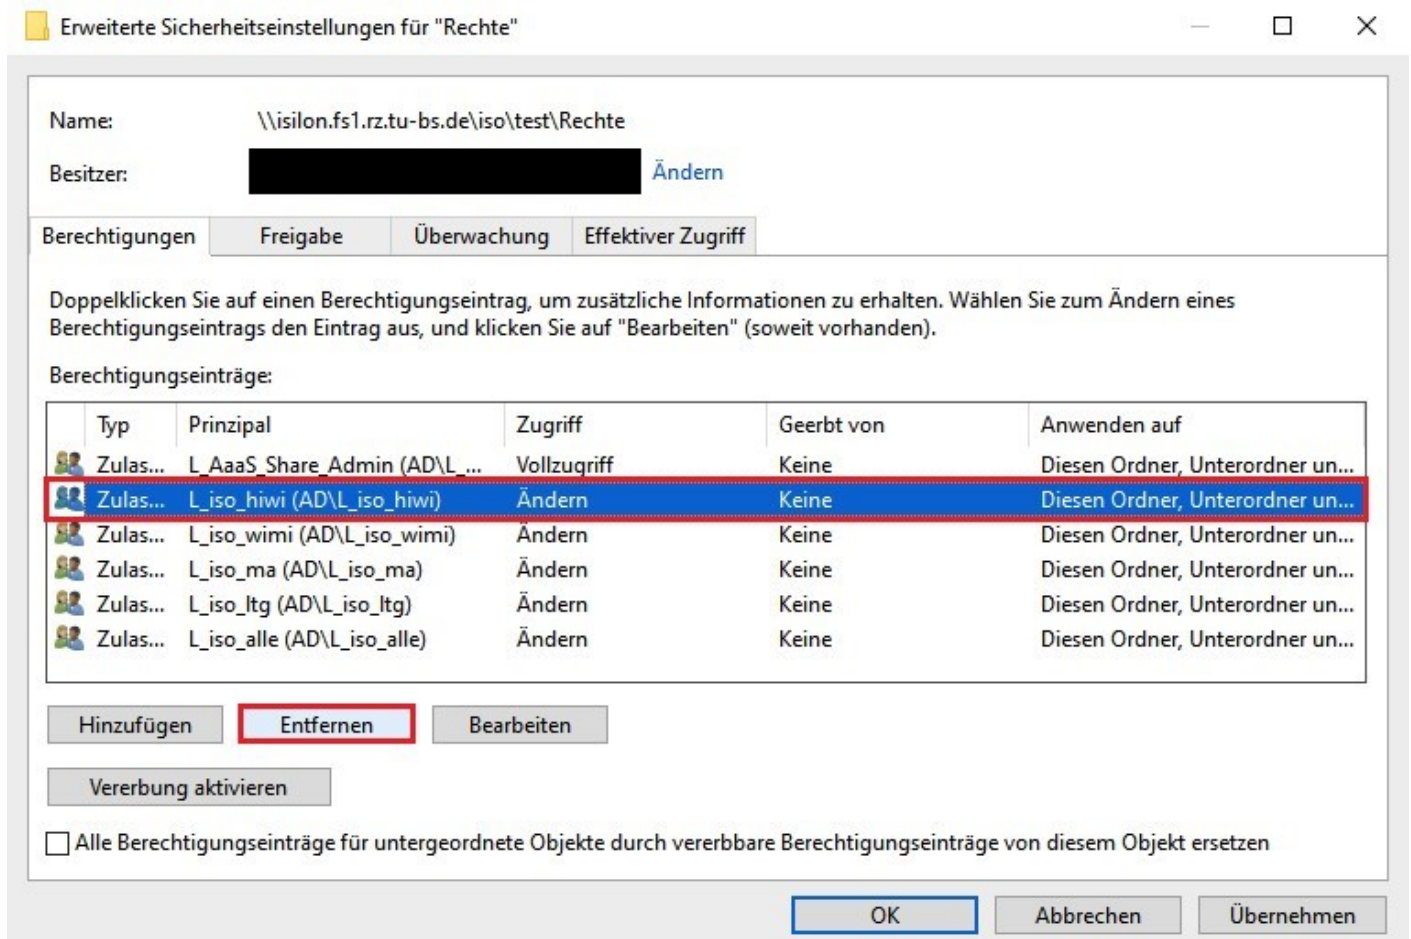 Erweiterte Sicherheitseinstellungen für "Rechte"
Name: \\isilon.fs1.rz.tu-bs.de\iso\test\Rechte
Besitzer: Ändern
Berechtigungen Freigabe Überwachung Effektiver Zugriff
Doppelklicken Sie auf einen Berechtigungseintrag, um zusätzliche Informationen zu erhalten. Wählen Sie zum Ändern eines
Berechtigungseintrags den Eintrag aus, und klicken Sie auf "Bearbeiten" (soweit vorhanden).
Berechtigungseinträge:
Typ Prinzipal Zugriff Geerbt von Anwenden auf
Zulas... L_AaaS_Share_Admin (AD\L_... Vollzugriff Keine Diesen Ordner, Unterordner un...
Zulas... L_iso_hiwi (AD\L_iso_hiwi) Ändern Keine Diesen Ordner, Unterordner un...
Zulas... L_iso_wimi (AD\L_iso_wimi) Ändern Keine Diesen Ordner, Unterordner un...
Zulas... L_iso_ma (AD\L_iso_ma) Ändern Keine Diesen Ordner, Unterordner un...
Zulas... L_iso_ltg (AD\L_iso_ltg) Ändern Keine Diesen Ordner, Unterordner un...
Zulas... L_iso_alle (AD\L_iso_alle) Ändern Keine Diesen Ordner, Unterordner un...
Hinzufügen Entfernen Bearbeiten
Vererbung aktivieren
Alle Berechtigungseinträge für untergeordnete Objekte durch vererbbare Berechtigungseinträge von diesem Objekt ersetzen
OK Abbrechen Übernehmen